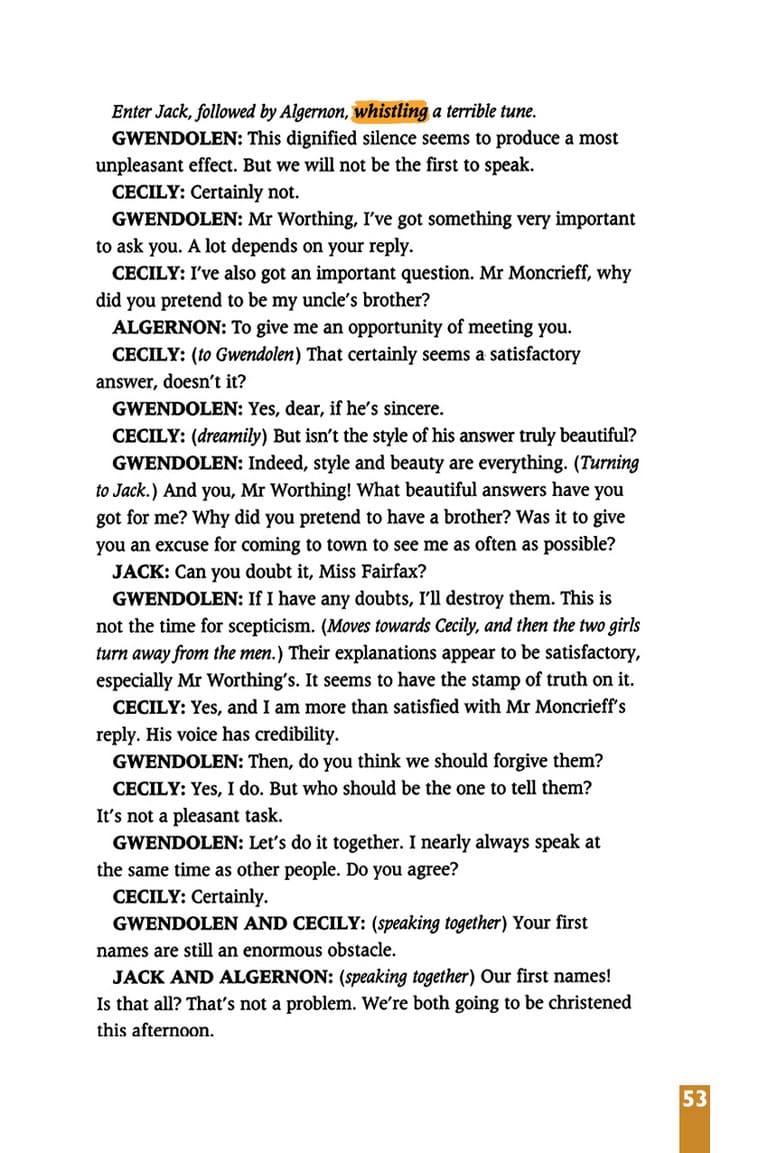 Enter Jack, followed by Algernon, whistling a terrible tune.
GWENDOLEN: This dignified silence seems to produce a most
unpleasant effect. But we will not be the first to speak.
CECILY: Certainly not.
GWENDOLEN: Mr Worthing, I've got something very important
to ask you. A lot depends on your reply.
CECILY: I've also got an important question. Mr Moncrieff, why
did you pretend to be my uncle's brother?
ALGERNON: To give me an opportunity of meeting you.
CECILY: (to Gwendolen) That certainly seems a satisfactory
answer, doesn't it?
GWENDOLEN: Yes, dear, if he's sincere.
CECILY: (dreamily) But isn't the style of his answer truly beautiful?
GWENDOLEN: Indeed, style and beauty are everything. (Turning
to Jack.) And you, Mr Worthing! What beautiful answers have you
got for me? Why did you pretend to have a brother? Was it to give
you an excuse for coming to town to see me as often as possible?
JACK: Can you doubt it, Miss Fairfax?
GWENDOLEN: If I have any doubts, I'll destroy them. This is
not the time for scepticism. (Moves towards Cecily, and then the two girls
turn away from the men.) Their explanations appear to be satisfactory,
especially Mr Worthing's. It seems to have the stamp of truth on it.
CECILY: Yes, and I am more than satisfied with Mr Moncrieff's
reply. His voice has credibility.
GWENDOLEN: Then, do you think we should forgive them?
CECILY: Yes, I do. But who should be the one to tell them?
It's not a pleasant task.
GWENDOLEN: Let's do it together. I nearly always speak at
the same time as other people. Do you agree?
CECILY: Certainly.
GWENDOLEN AND CECILY: (speaking together) Your first
names are still an enormous obstacle.
JACK AND ALGERNON: (speaking together) Our first names!
Is that all? That's not a problem. We're both going to be christened
this afternoon.
53